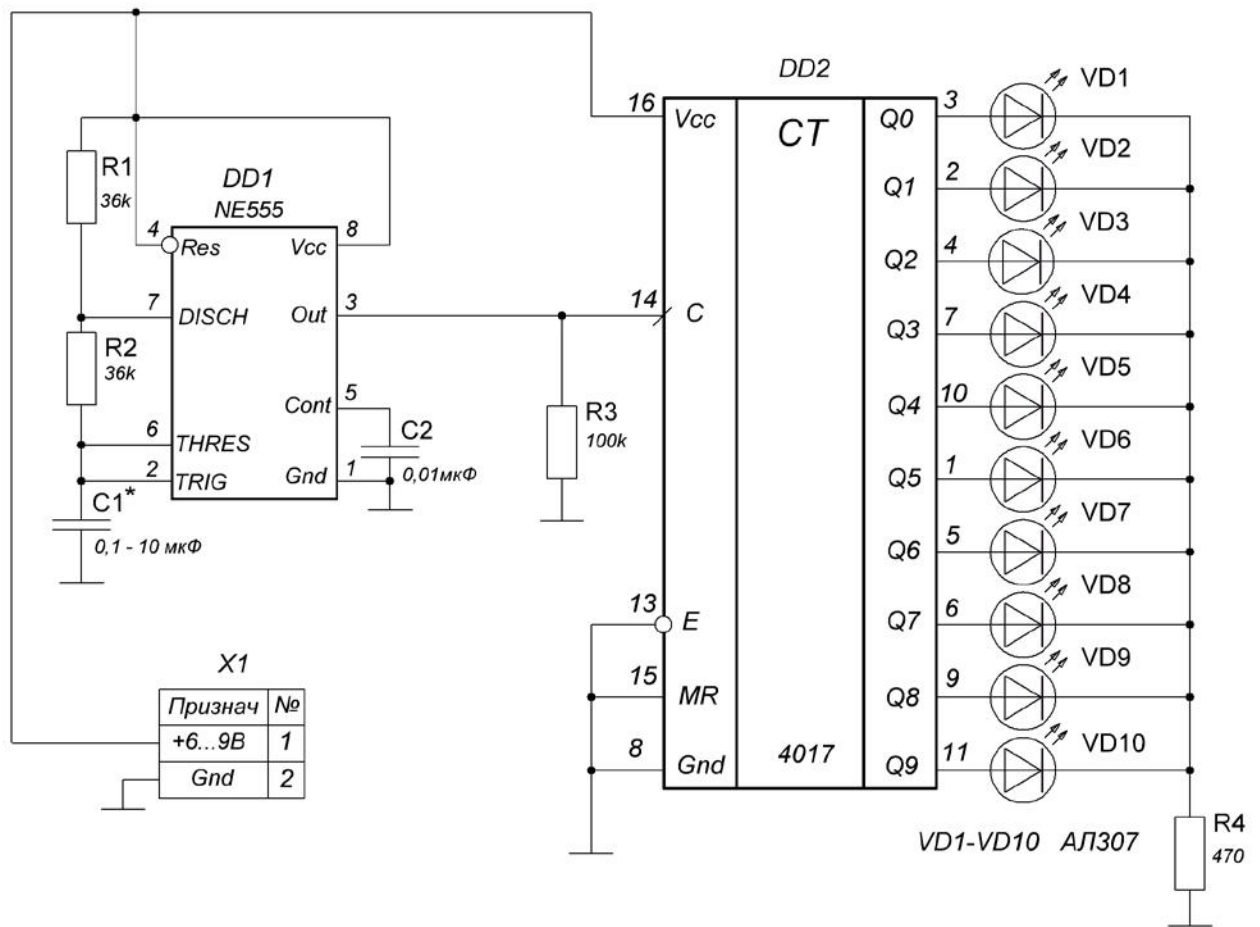 DD2
16
Vcc
CT
Q0
3
VD1
Q1
2
VD2
Q2
4
VD3
Q3
7
VD4
Q4
10
VD5
Q5
1
VD6
Q6
5
VD7
Q7
6
VD8
Q8
9
VD9
Q9
11
VD10
14
C
13
E
15
MR
8
Gnd
4017
R1
36k
DD1
NE555
4
Res
8
Vcc
7
DISCH
3
Out
R2
36k
5
Cont
6
THRES
2
TRIG
1
Gnd
C2
0,01мкФ
C1*
0,1 - 10 мкФ
R3
100k
X1
Признач №
+6...9В 1
Gnd 2
VD1-VD10 АЛ307
R4
470